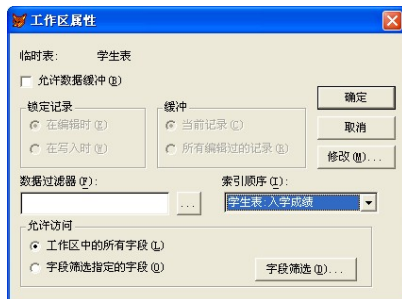 工作区属性
临时表: 学生表
允许数据缓冲(B)
锁定记录
在编辑时(E)
在写入时(I)
缓冲
当前记录(C)
所有编辑过的记录(R)
确定
取消
修改(M)...
数据过滤器(F):
...
索引顺序(I):
学生表:入学成绩
允许访问
工作区中的所有字段(L)
字段筛选指定的字段(O)
字段筛选(D)...